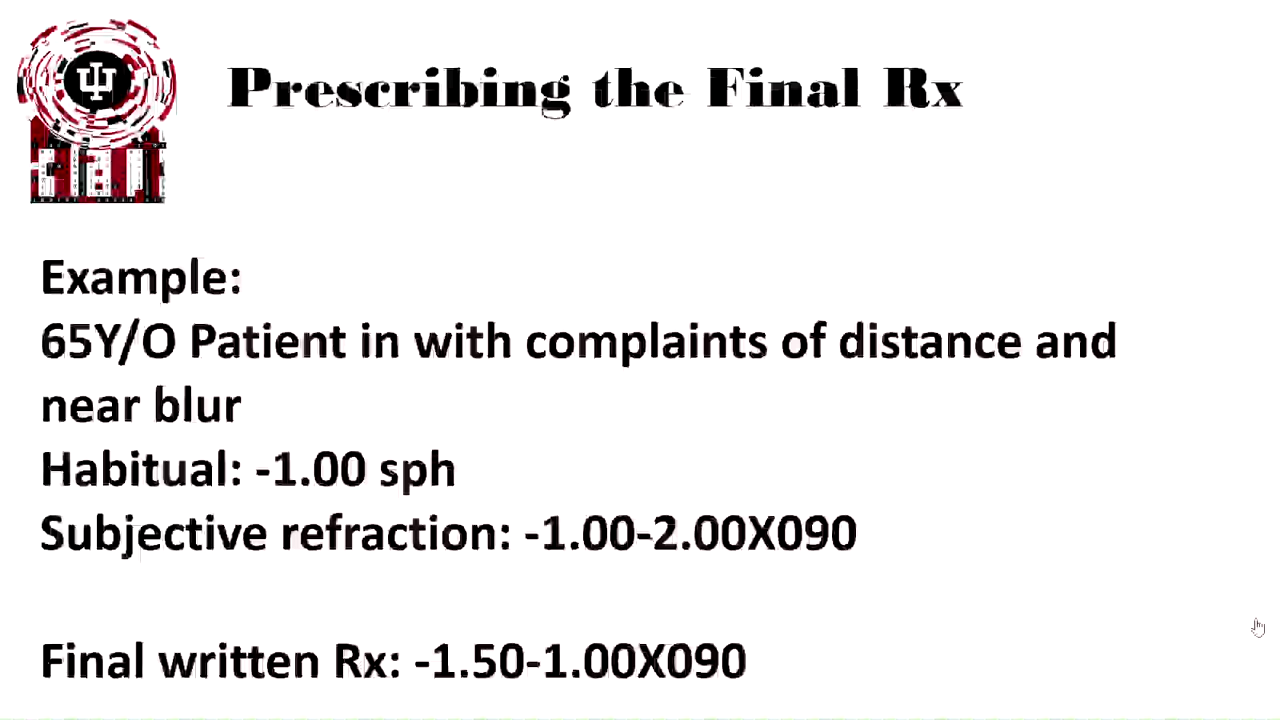 Prescribing the Final Rx
Example:
65Y/O Patient in with complaints of distance and
near blur
Habitual: -1.00 sph
Subjective refraction: -1.00-2.00X090
Final written Rx: -1.50-1.00X090